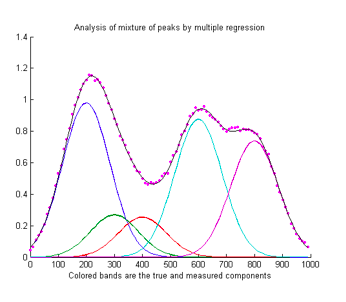 Analysis of mixture of peaks by multiple regression
1.4
1.2
1
0.8
0.6
0.4
0.2
0
0 100 200 300 400 500 600 700 800 900 1000
Colored bands are the true and measured components